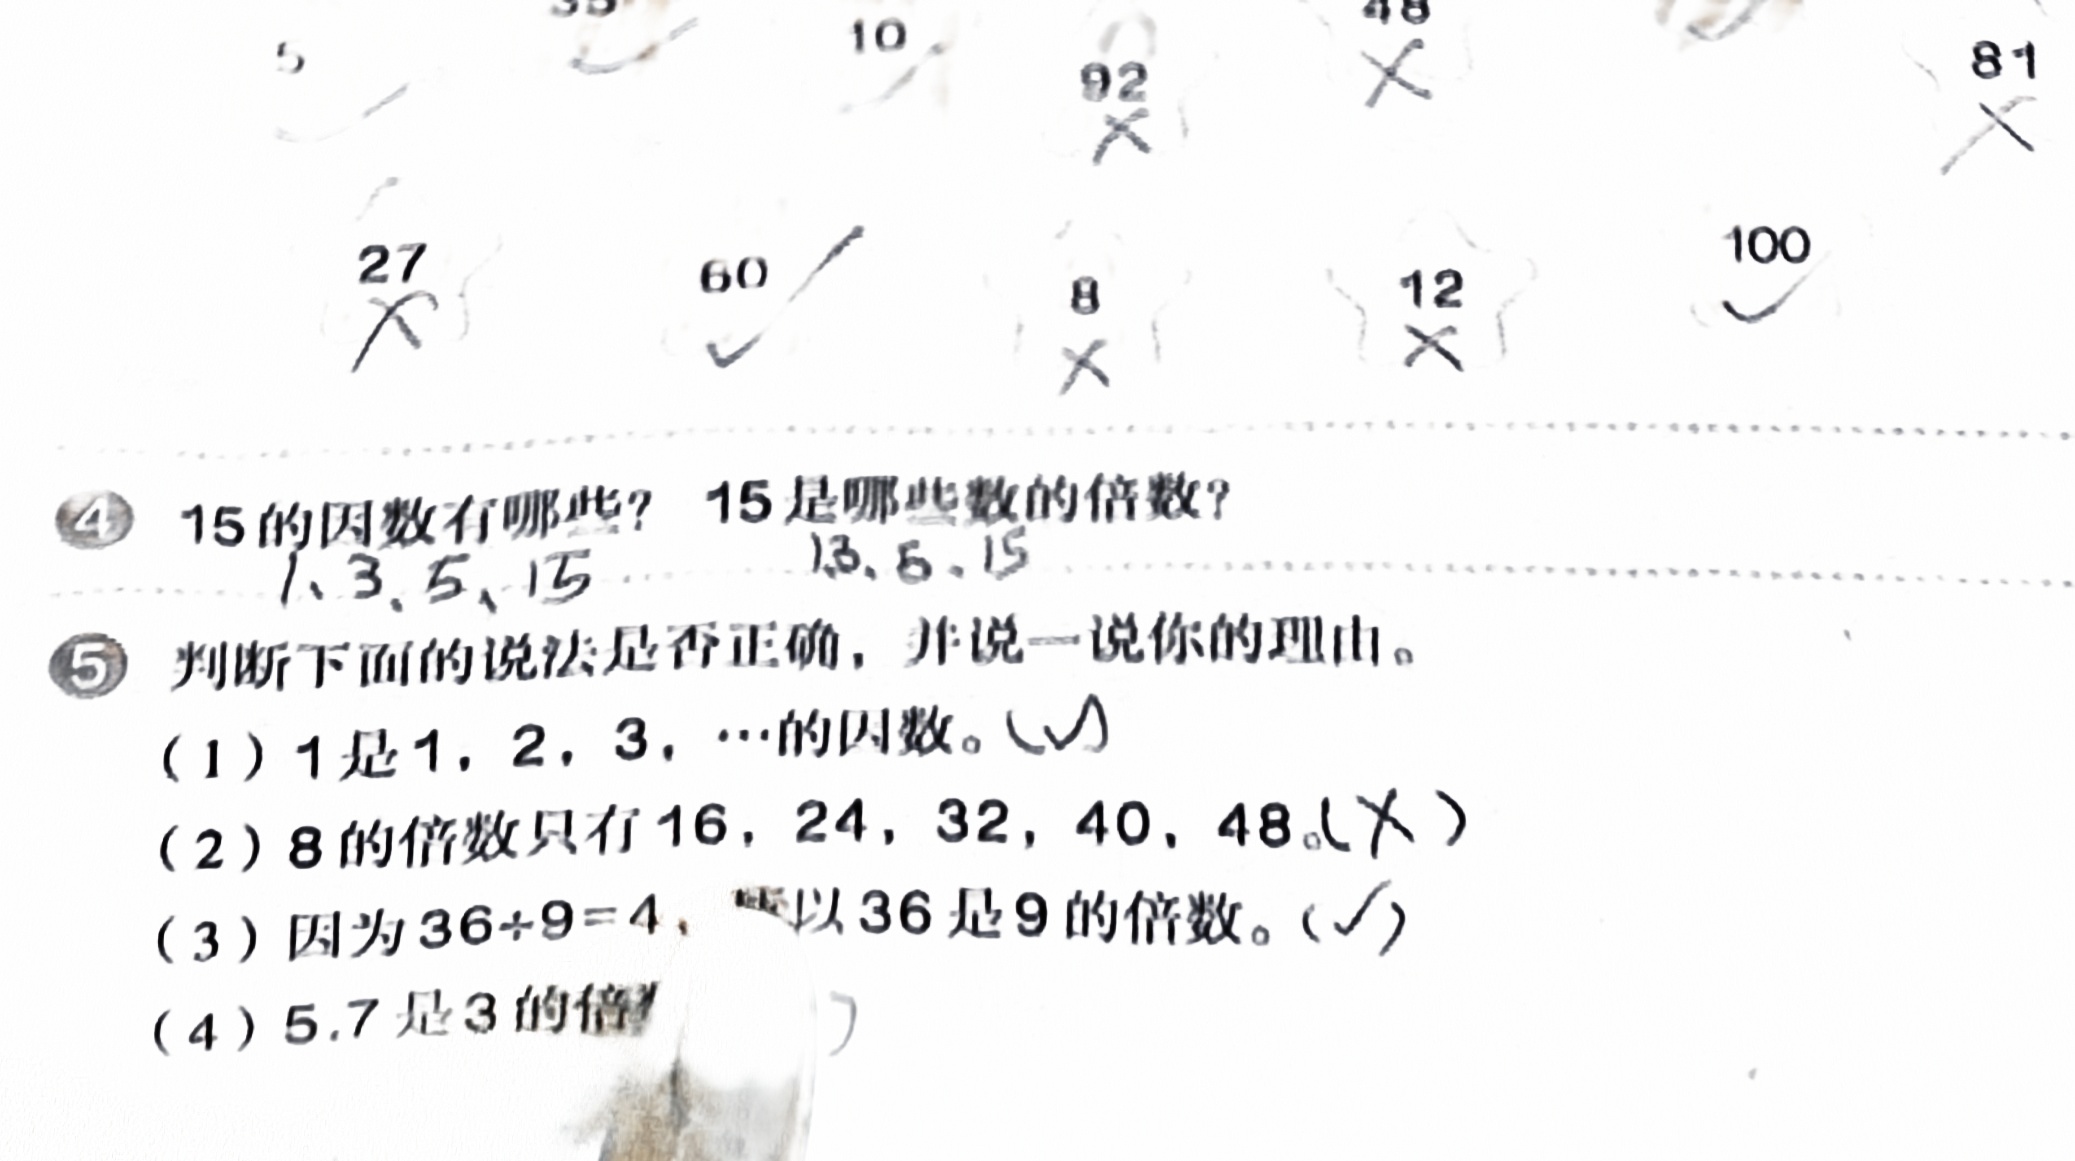 5 35 10 92 48 81
27 60 8 12 100
4 15的因数有哪些? 15是哪些数的倍数?
1、3、5、15 1、3、5、15
5 判断下面的说法是否正确，并说一说你的理由。
(1) 1是1，2，3，…的因数。(✓)
(2) 8的倍数只有16，24，32，40，48。(X)
(3) 因为36÷9=4，所以36是9的倍数。(✓)
(4) 5.7是3的倍 )